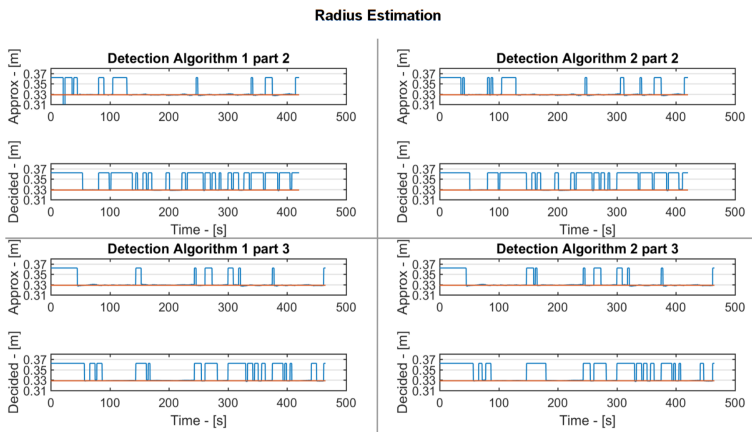 Radius Estimation
Detection Algorithm 1 part 2
Approx - [m]
0.37
0.35
0.33
0.31
0 100 200 300 400 500
Decided - [m]
0.37
0.35
0.33
0.31
0 100 200 300 400 500
Time - [s]
Detection Algorithm 2 part 2
Approx - [m]
0.37
0.35
0.33
0.31
0 100 200 300 400 500
Decided - [m]
0.37
0.35
0.33
0.31
0 100 200 300 400 500
Time - [s]
Detection Algorithm 1 part 3
Approx - [m]
0.37
0.35
0.33
0.31
0 100 200 300 400 500
Decided - [m]
0.37
0.35
0.33
0.31
0 100 200 300 400 500
Time - [s]
Detection Algorithm 2 part 3
Approx - [m]
0.37
0.35
0.33
0.31
0 100 200 300 400 500
Decided - [m]
0.37
0.35
0.33
0.31
0 100 200 300 400 500
Time - [s]